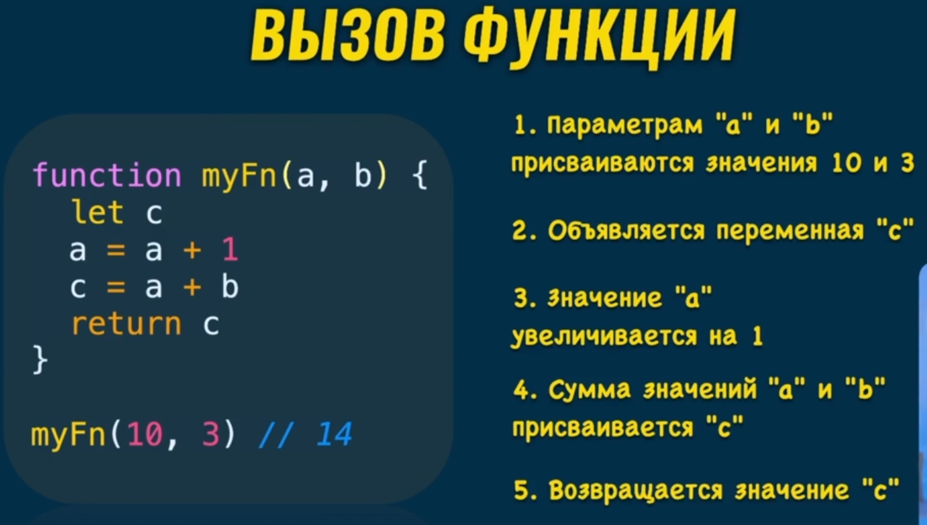 ВЫЗОВ ФУНКЦИИ
function myFn(a, b) {
let c
a = a + 1
c = a + b
return c
}
myFn(10, 3) // 14
1. Параметрам "a" и "b"
присваиваются значения 10 и 3
2. Объявляется переменная "c"
3. Значение "a"
увеличивается на 1
4. Сумма значений "a" и "b"
присваивается "c"
5. Возвращается значение "c"